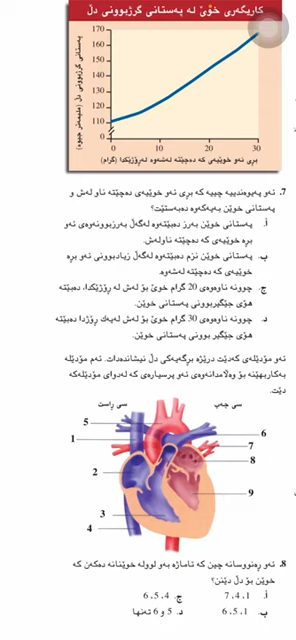 کاریگەری خوێ لە پەستانی گرژبوونی دڵ
پەستانی گرژبوونی دڵ (ملیمەتر جیوە)
170
160
150
140
130
120
110
0
0 10 20 30
بڕی ئەو خوێیەی کە دەچێتە لەشەوە لەڕۆژێکدا (گرام)
7. ئەو پەیوەندییە چییە کە بڕی ئەو خوێیەی دەچێتە ناو لەش و
پەستانی خوێن بەیەکەوە دەبەستێت؟
أ. پەستانی خوێن بەرز دەبێتەوە لەگەڵ بەرزبوونەوەی ئەو
بڕە خوێیەی کە دەچێتە ناولەش.
ب. پەستانی خوێن نزم دەبێتەوە لەگەڵ زیادبوونی ئەو بڕە
خوێیەی کە دەچێتە لەشەوە.
ج. چوونە ناوەوەی 20 گرام خوێ بۆ لەش لە ڕۆژێکدا، دەبێتە
هۆی جێگیربوونی پەستانی خوێن.
د. چوونە ناوەوەی 30 گرام خوێ بۆ لەش لەیەك ڕۆژدا دەبێتە
هۆی جێگیر بوونی پەستانی خوێن.
ئەو مۆدێلەی کەدێت درێژە بڕگەیەکی دڵ نیشاندەدات. ئەم مۆدێلە
بەکاربهێنە بۆ وەڵامدانەوەی ئەو پرسیارەی کە لەدوای مۆدێلەکە
دێت.
سی ڕاست سی چەپ
5
6
1
7
8
2
9
3
4
8. ئەو ڕەنووسانە چین کە ئاماژە بەو لوولە خوێنانە دەکەن کە
خوێن بۆ دڵ دێنن؟
أ. 1، 4، 7 ج. 4، 5، 6
ب. 1، 5، 6 د. 5 و 6 تەنها